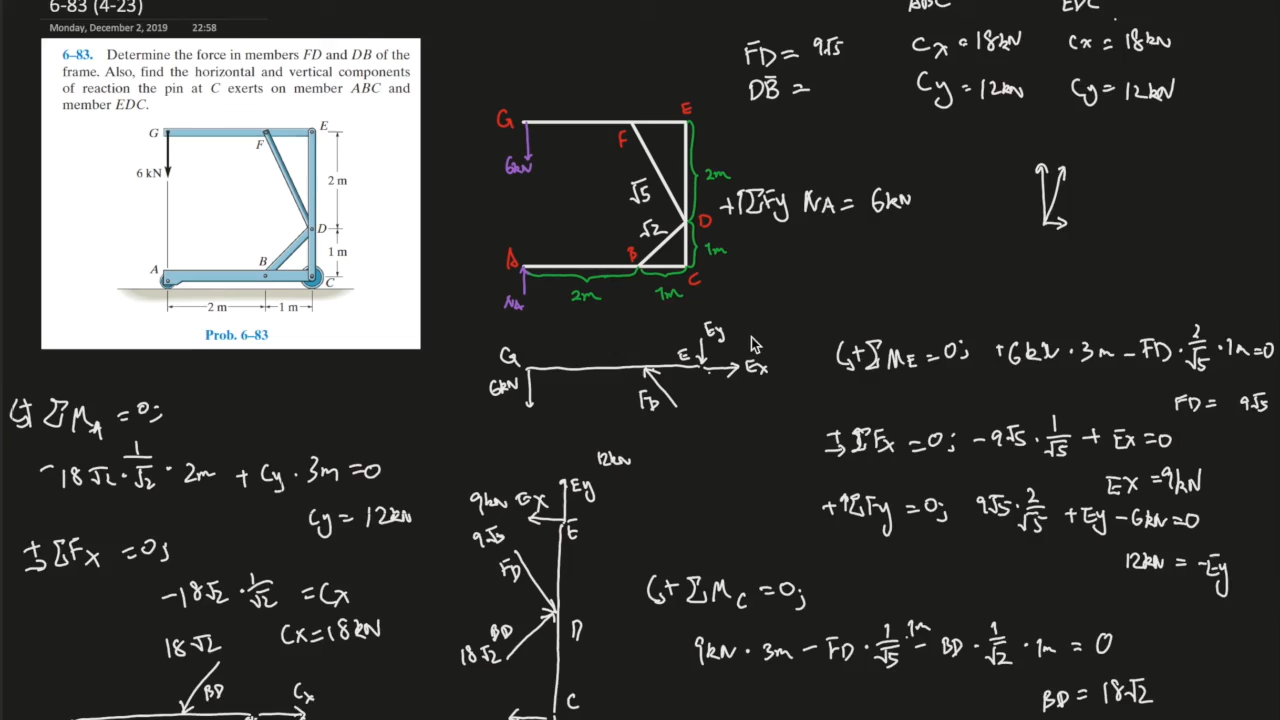 6-83 (4-23)
Monday, December 2, 2019 22:58
6–83. Determine the force in members FD and DB of the
frame. Also, find the horizontal and vertical components
of reaction the pin at C exerts on member ABC and
member EDC.
G
E
F
6 kN
2 m
D
1 m
B
A
C
2 m
1 m
Prob. 6–83
ABC EDC
FD = 9√5
DB =
Cx = 18kN Cx = 18kN
Cy = 12kN Cy = 12kN
G
E
F
6kN
√5
2m
√2
D
B
1m
A
C
2m
1m
NA
+↑ΣFy NA = 6kN
G
E
Ey
Ex
6kN
FD
↺+ ΣME = 0; +6kN · 3m − FD · 2/√5 · 1m = 0
FD = 9√5
→+ ΣFx = 0; −9√5 · 1/√5 + Ex = 0
Ex = 9kN
+↑ΣFy = 0; 9√5 · 2/√5 + Ey − 6kN = 0
12kN = −Ey
↺+ ΣMA = 0;
−18√2 · 1/√2 · 2m + Cy · 3m = 0
Cy = 12kN
→+ ΣFx = 0;
−18√2 · 1/√2 = Cx
Cx = 18kN
18√2
BD
Cx
12kN
9kN Ex
Ey
E
9√5
FD
BD
18√2
D
C
↺+ ΣMC = 0;
9kN · 3m − FD · 1/√5 · 1m − BD · 1/√2 · 1m = 0
BD = 18√2